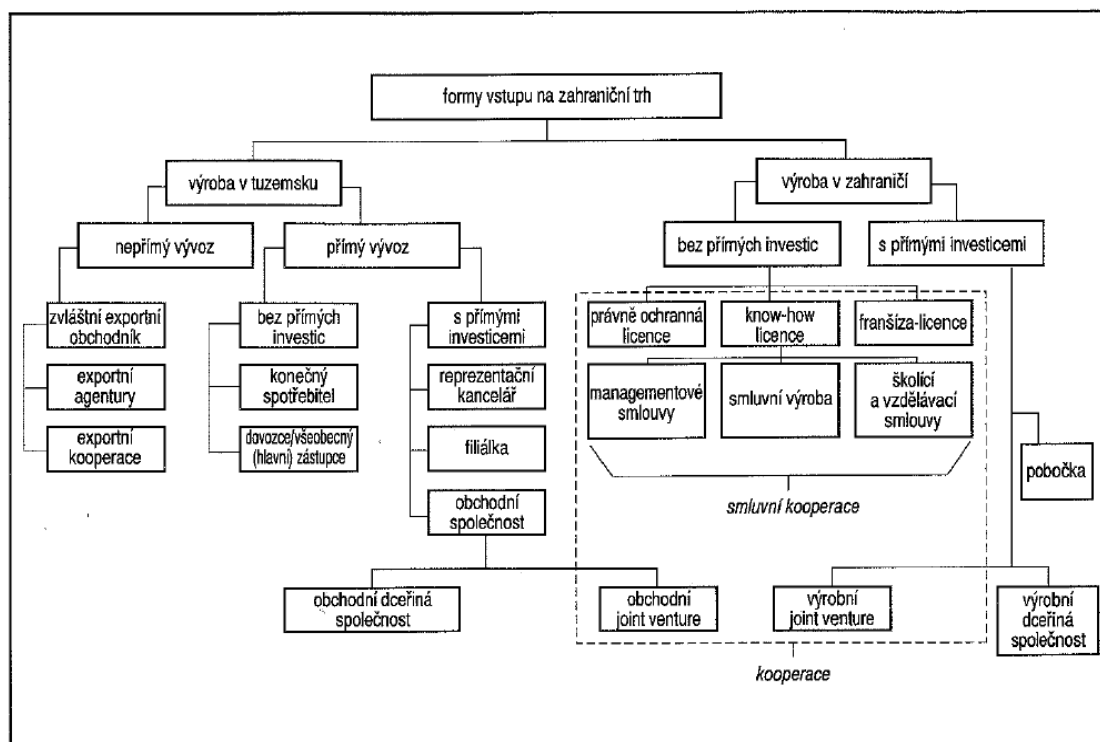 formy vstupu na zahraniční trh
výroba v tuzemsku
výroba v zahraničí
nepřímý vývoz
přímý vývoz
bez přímých investic
s přímými investicemi
zvláštní exportní
obchodník
bez přímých
investic
s přímými
investicemi
právně ochranná
licence
know-how
licence
franšíza-licence
exportní
agentury
konečný
spotřebitel
reprezentační
kancelář
managementové
smlouvy
smluvní výroba
školící
a vzdělávací
smlouvy
exportní
kooperace
dovozce/všeobecný
(hlavní) zástupce
filiálka
pobočka
obchodní
společnost
smluvní kooperace
obchodní dceřiná
společnost
obchodní
joint venture
výrobní
joint venture
výrobní
dceřiná
společnost
kooperace